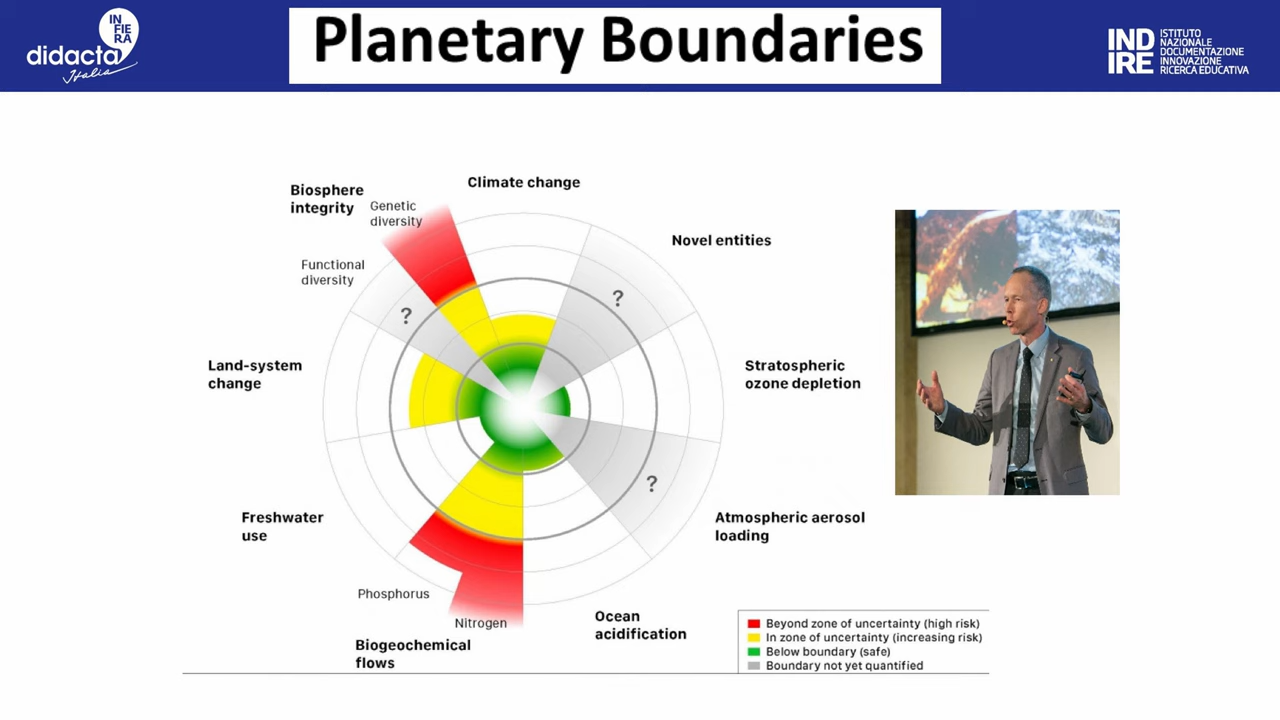 IN
FIE
RA
didacta
Italia
Planetary Boundaries
IND
IRE
ISTITUTO
NAZIONALE
DOCUMENTAZIONE
INNOVAZIONE
RICERCA EDUCATIVA
Climate change
Biosphere
integrity
Genetic
diversity
Novel entities
Functional
diversity
?
?
Land-system
change
Stratospheric
ozone depletion
?
Freshwater
use
Atmospheric aerosol
loading
Phosphorus
Nitrogen
Ocean
acidification
Biogeochemical
flows
Beyond zone of uncertainty (high risk)
In zone of uncertainty (increasing risk)
Below boundary (safe)
Boundary not yet quantified